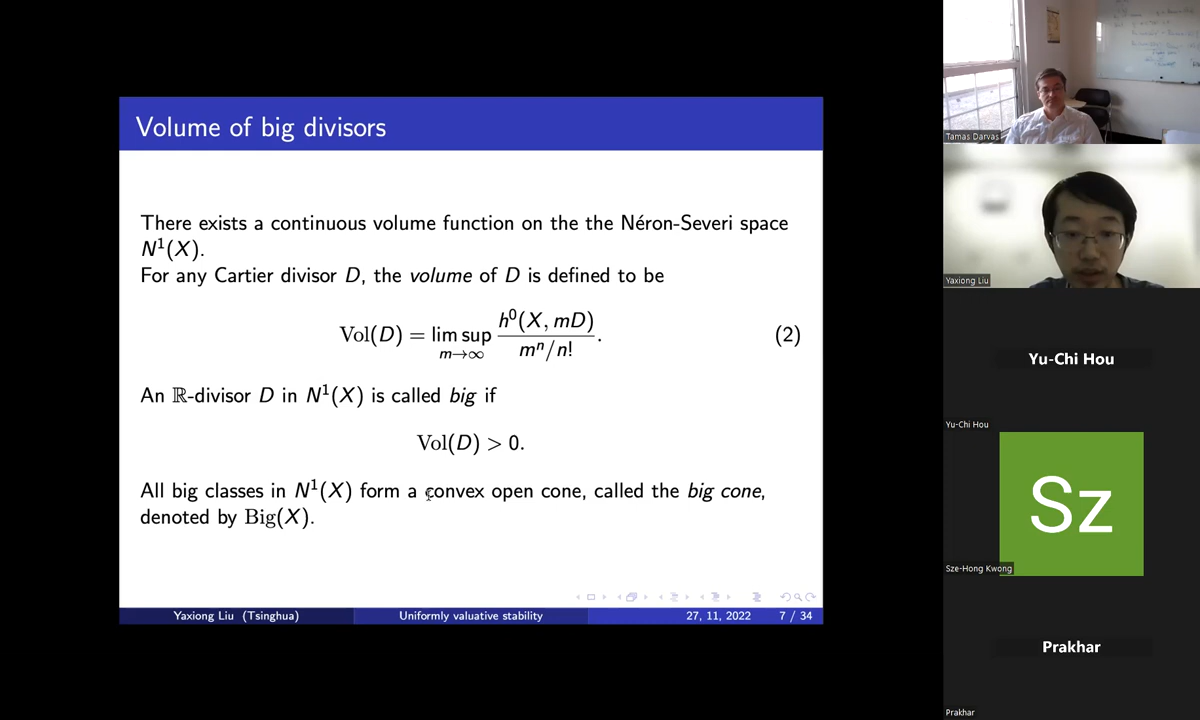 Volume of big divisors
There exists a continuous volume function on the the Néron-Severi space
N¹(X).
For any Cartier divisor D, the volume of D is defined to be
Vol(D) = lim sup_{m→∞} h⁰(X, mD) / (mⁿ/n!). (2)
An ℝ-divisor D in N¹(X) is called big if
Vol(D) > 0.
All big classes in N¹(X) form a convex open cone, called the big cone,
denoted by Big(X).
Yaxiong Liu (Tsinghua) Uniformly valuative stability 27, 11, 2022 7 / 34
Tamas Darvas
Yaxiong Liu
Yu-Chi Hou
Yu-Chi Hou
Sz
Sze-Hong Kwong
Prakhar
Prakhar